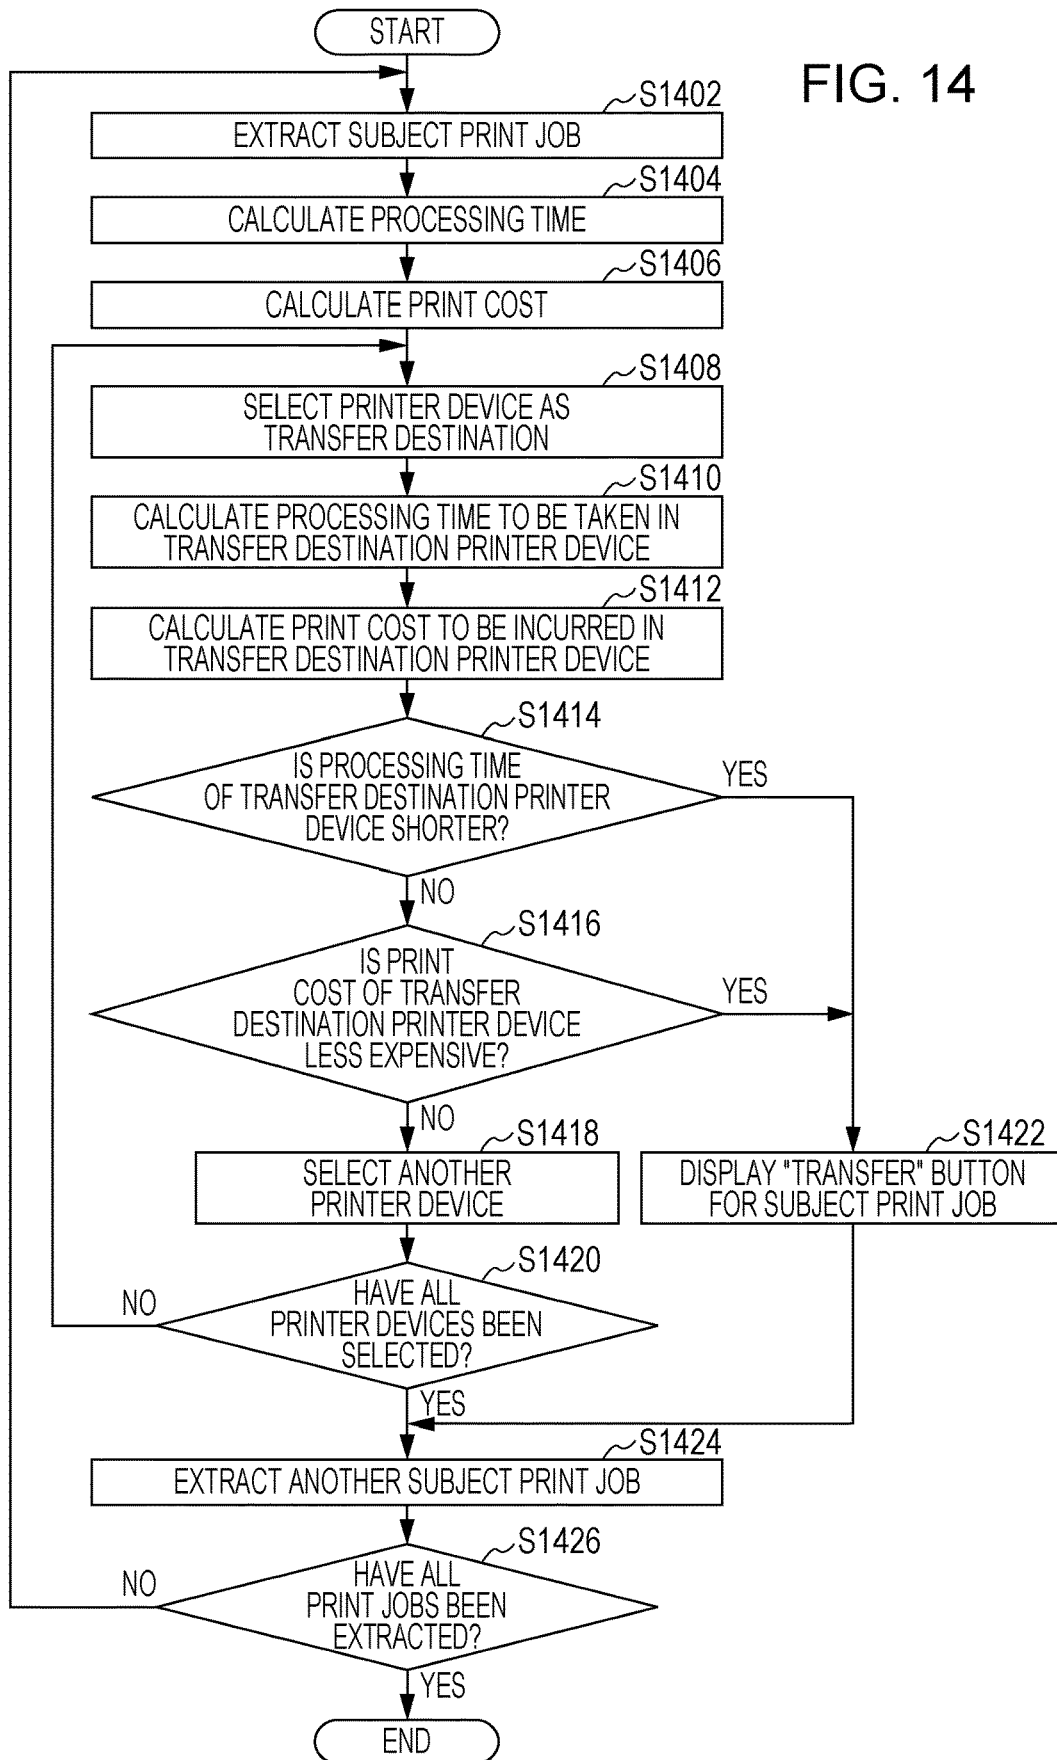 START
FIG. 14
S1402
EXTRACT SUBJECT PRINT JOB
S1404
CALCULATE PROCESSING TIME
S1406
CALCULATE PRINT COST
S1408
SELECT PRINTER DEVICE AS
TRANSFER DESTINATION
S1410
CALCULATE PROCESSING TIME TO BE TAKEN IN
TRANSFER DESTINATION PRINTER DEVICE
S1412
CALCULATE PRINT COST TO BE INCURRED IN
TRANSFER DESTINATION PRINTER DEVICE
S1414
IS PROCESSING TIME
OF TRANSFER DESTINATION PRINTER
DEVICE SHORTER?
YES
NO
S1416
IS PRINT
COST OF TRANSFER
DESTINATION PRINTER DEVICE
LESS EXPENSIVE?
YES
NO
S1418
SELECT ANOTHER
PRINTER DEVICE
S1422
DISPLAY "TRANSFER" BUTTON
FOR SUBJECT PRINT JOB
S1420
HAVE ALL
PRINTER DEVICES BEEN
SELECTED?
NO
YES
S1424
EXTRACT ANOTHER SUBJECT PRINT JOB
S1426
HAVE ALL
PRINT JOBS BEEN
EXTRACTED?
NO
YES
END